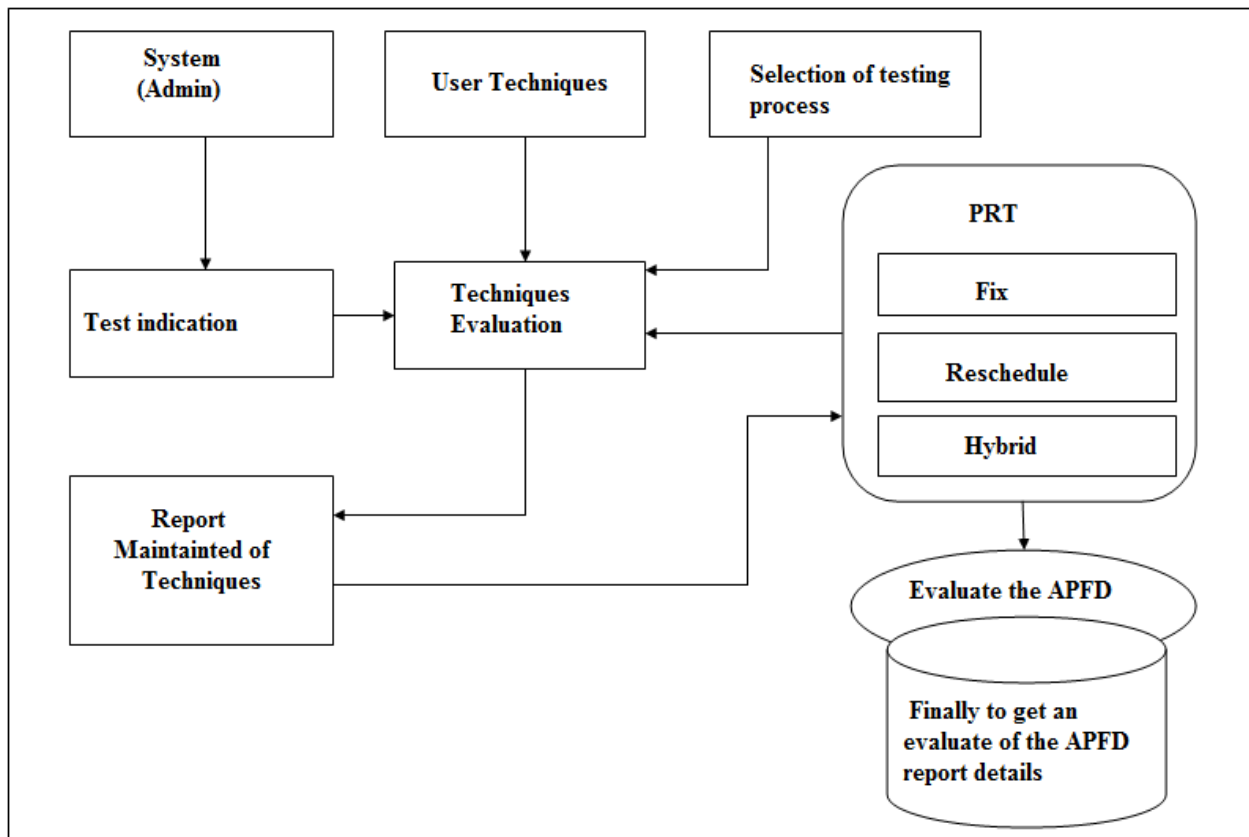 System
(Admin)
User Techniques
Selection of testing
process
PRT
Fix
Reschedule
Hybrid
Test indication
Techniques
Evaluation
Report
Maintainted of
Techniques
Evaluate the APFD
Finally to get an
evaluate of the APFD
report details